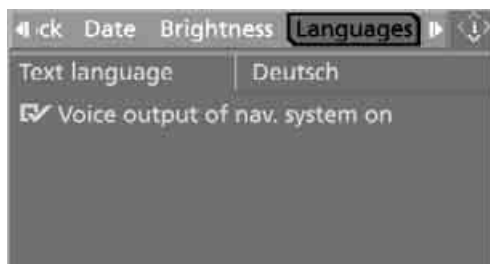 ck Date Brightness Languages
Text language Deutsch
Voice output of nav. system on